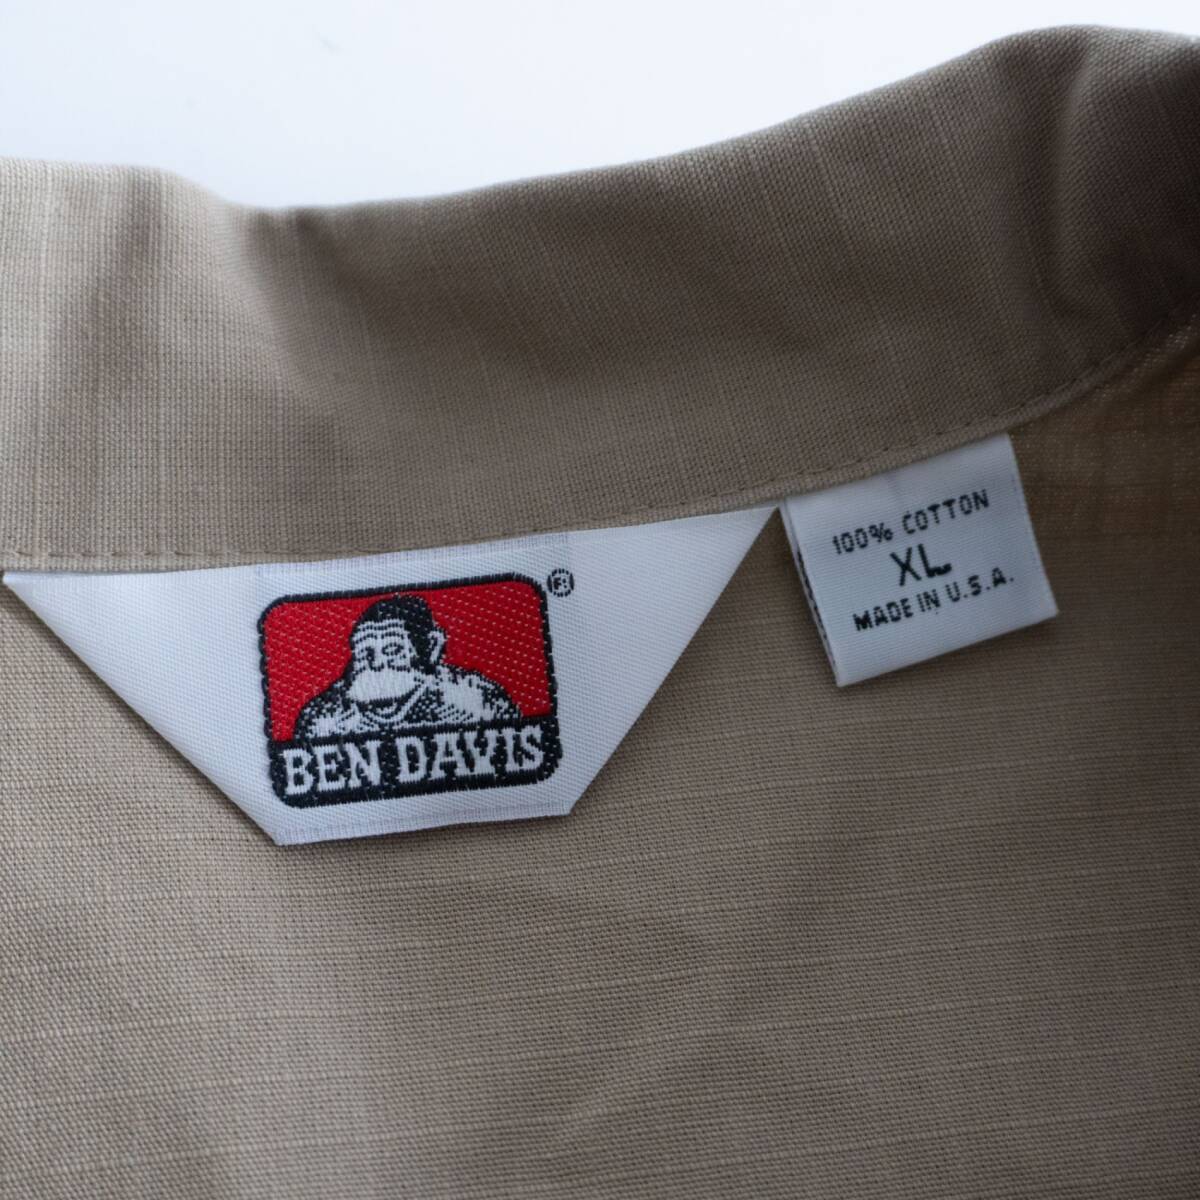 BEN DAVIS
®
100% COTTON
XL
MADE IN U.S.A.